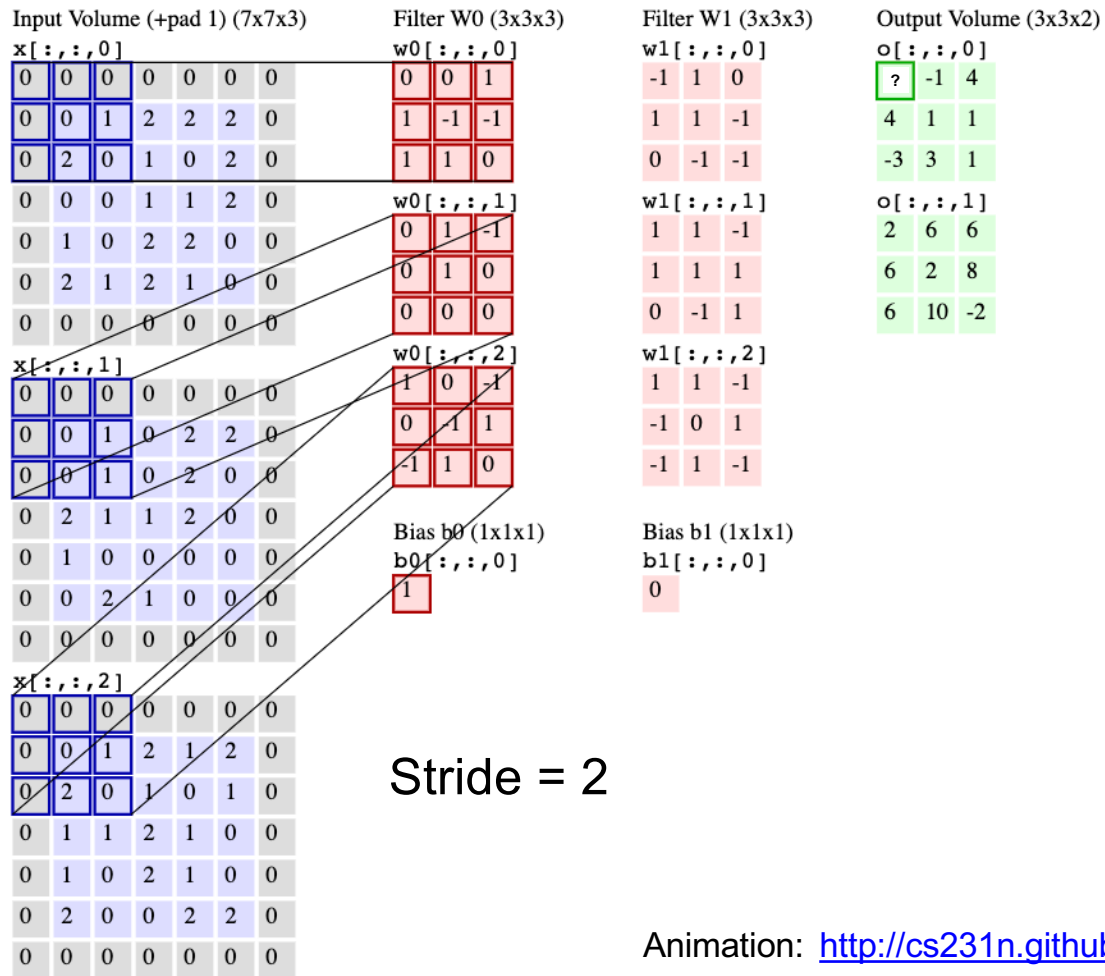 Input Volume (+pad 1) (7x7x3)
x[:,:,0]
0 0 0 0 0 0 0
0 0 1 2 2 2 0
0 2 0 1 0 2 0
0 0 0 1 1 2 0
0 1 0 2 2 0 0
0 2 1 2 1 0 0
0 0 0 0 0 0 0
x[:,:,1]
0 0 0 0 0 0 0
0 0 1 0 2 2 0
0 0 1 0 2 0 0
0 2 1 1 2 0 0
0 1 0 0 0 0 0
0 0 2 1 0 0 0
0 0 0 0 0 0 0
x[:,:,2]
0 0 0 0 0 0 0
0 0 1 2 1 2 0
0 2 0 1 0 1 0
0 1 1 2 1 0 0
0 1 0 2 1 0 0
0 2 0 0 2 2 0
0 0 0 0 0 0 0
Filter W0 (3x3x3)
w0[:,:,0]
0 0 1
1 -1 -1
1 1 0
w0[:,:,1]
0 1 -1
0 1 0
0 0 0
w0[:,:,2]
1 0 -1
0 -1 1
-1 1 0
Bias b0 (1x1x1)
b0[:,:,0]
1
Filter W1 (3x3x3)
w1[:,:,0]
-1 1 0
1 1 -1
0 -1 -1
w1[:,:,1]
1 1 -1
1 1 1
0 -1 1
w1[:,:,2]
1 1 -1
-1 0 1
-1 1 -1
Bias b1 (1x1x1)
b1[:,:,0]
0
Output Volume (3x3x2)
o[:,:,0]
? -1 4
4 1 1
-3 3 1
o[:,:,1]
2 6 6
6 2 8
6 10 -2
Stride = 2
Animation: http://cs231n.github